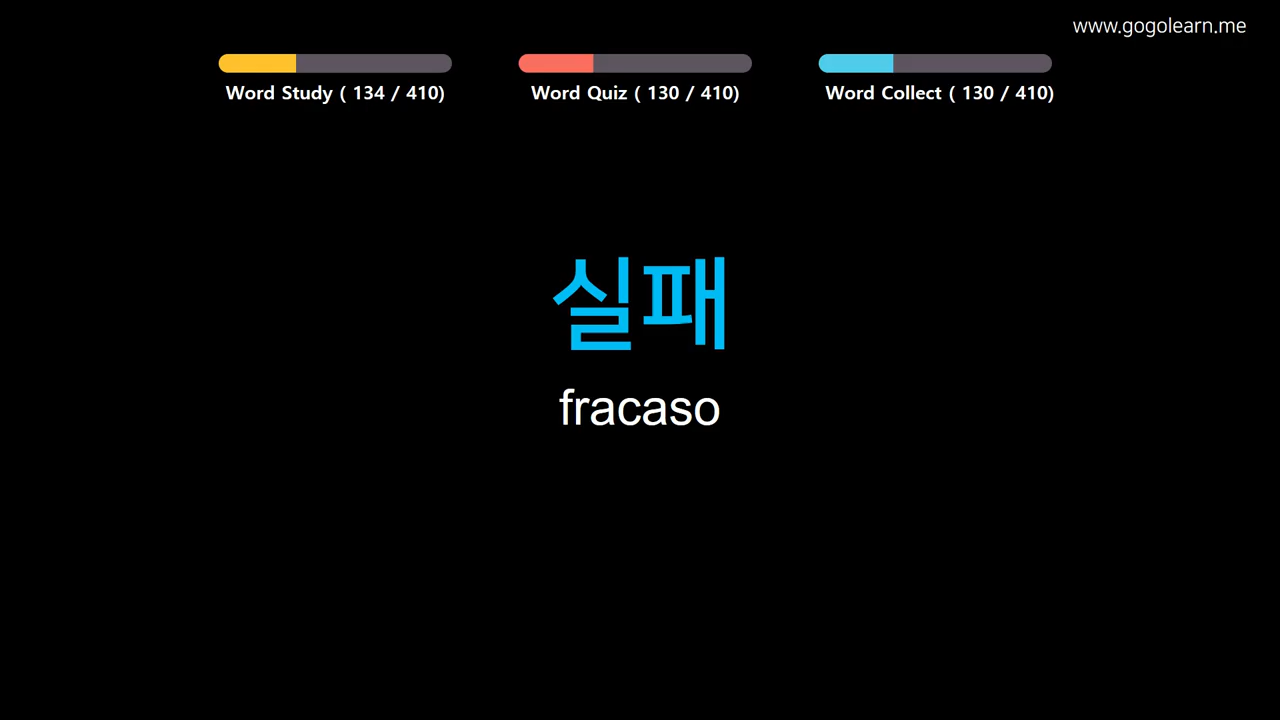 www.gogolearn.me
Word Study ( 134 / 410)
Word Quiz ( 130 / 410)
Word Collect ( 130 / 410)
실패
fracaso